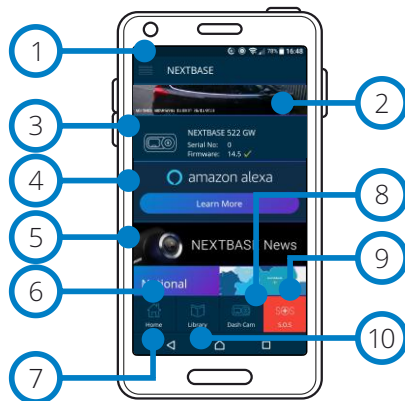 1
78% 16:48
NEXTBASE
2
3
NEXTBASE 522 GW
Serial No: 0
Firmware: 14.5
4
amazon alexa
Learn More
8
5
NEXTBASE News
9
6
National
SOS
Home
Library
Dash Cam
S.O.S
10
7